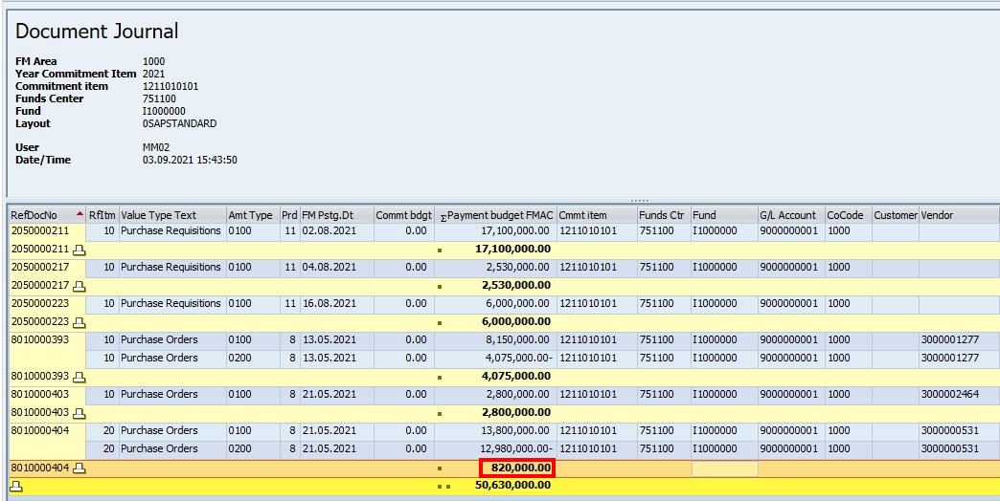 Document Journal
FM Area 1000
Year Commitment Item 2021
Commitment item 1211010101
Funds Center 751100
Fund I1000000
Layout 0SAPSTANDARD
User MM02
Date/Time 03.09.2021 15:43:50
RefDocNo RfItm Value Type Text Amt Type Prd FM Pstg.Dt Commt bdgt ΣPayment budget FMAC Cmmt item Funds Ctr Fund G/L Account CoCode Customer Vendor
2050000211 10 Purchase Requisitions 0100 11 02.08.2021 0.00 17,100,000.00 1211010101 751100 I1000000 9000000001 1000
2050000211 17,100,000.00
2050000217 10 Purchase Requisitions 0100 11 04.08.2021 0.00 2,530,000.00 1211010101 751100 I1000000 9000000001 1000
2050000217 2,530,000.00
2050000223 10 Purchase Requisitions 0100 11 16.08.2021 0.00 6,000,000.00 1211010101 751100 I1000000 9000000001 1000
2050000223 6,000,000.00
8010000393 10 Purchase Orders 0100 8 13.05.2021 0.00 8,150,000.00 1211010101 751100 I1000000 9000000001 1000 3000001277
10 Purchase Orders 0200 8 13.05.2021 0.00 4,075,000.00- 1211010101 751100 I1000000 9000000001 1000 3000001277
8010000393 4,075,000.00
8010000403 10 Purchase Orders 0100 8 21.05.2021 0.00 2,800,000.00 1211010101 751100 I1000000 9000000001 1000 3000002464
8010000403 2,800,000.00
8010000404 20 Purchase Orders 0100 8 21.05.2021 0.00 13,800,000.00 1211010101 751100 I1000000 9000000001 1000 3000000531
20 Purchase Orders 0200 8 21.05.2021 0.00 12,980,000.00- 1211010101 751100 I1000000 9000000001 1000 3000000531
8010000404 820,000.00
50,630,000.00